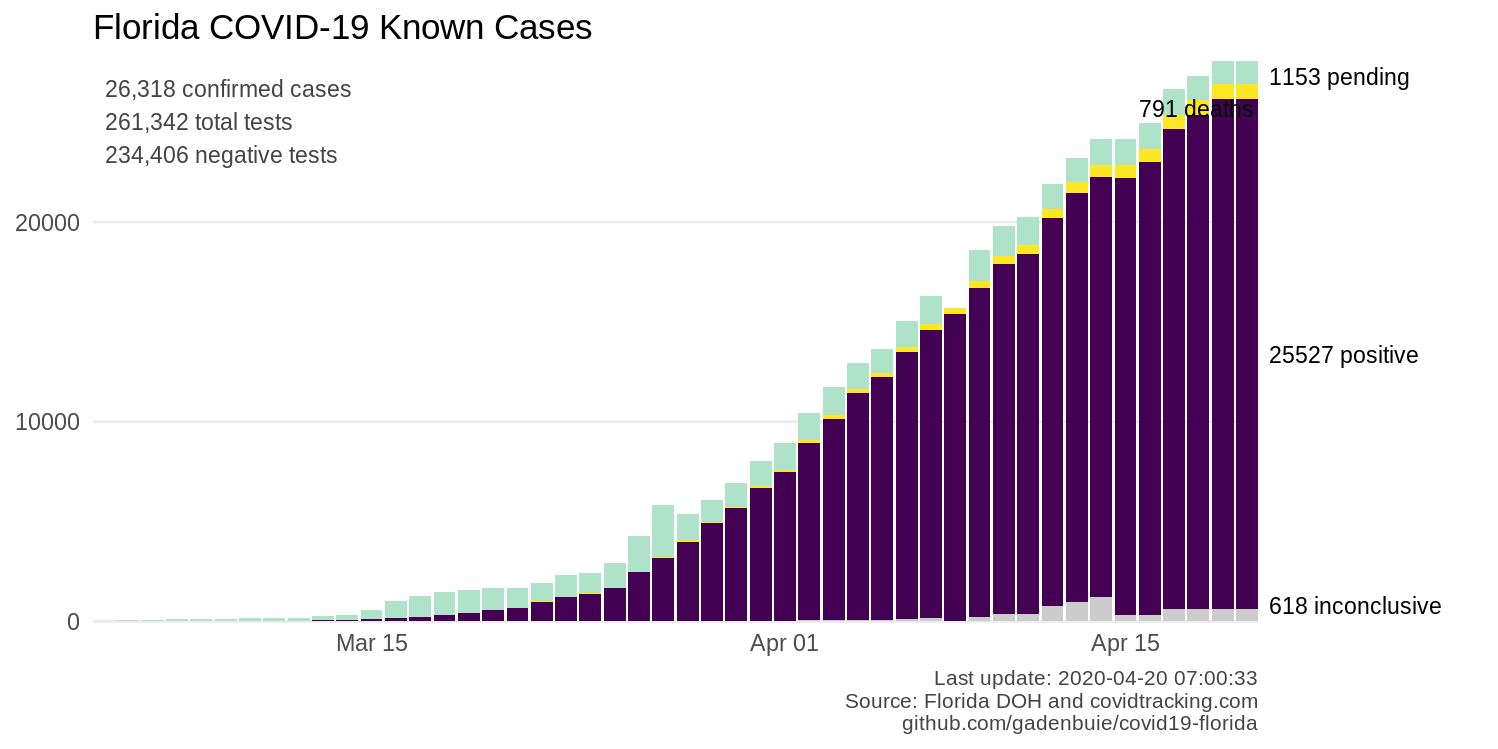 Florida COVID-19 Known Cases
26,318 confirmed cases
261,342 total tests
234,406 negative tests
1153 pending
791 deaths
20000
25527 positive
10000
618 inconclusive
0
Mar 15
Apr 01
Apr 15
Last update: 2020-04-20 07:00:33
Source: Florida DOH and covidtracking.com
github.com/gadenbuie/covid19-florida